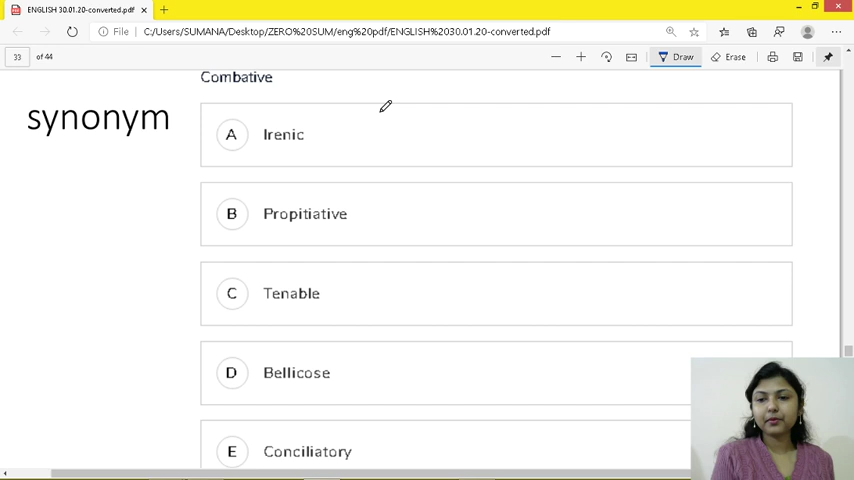 ENGLISH 30.01.20-converted.pdf
File C:/Users/SUMANA/Desktop/ZERO%20SUM/eng%20pdf/ENGLISH%2030.01.20-converted.pdf
33 of 44 Draw Erase
Combative
synonym
A Irenic
B Propitiative
C Tenable
D Bellicose
E Conciliatory